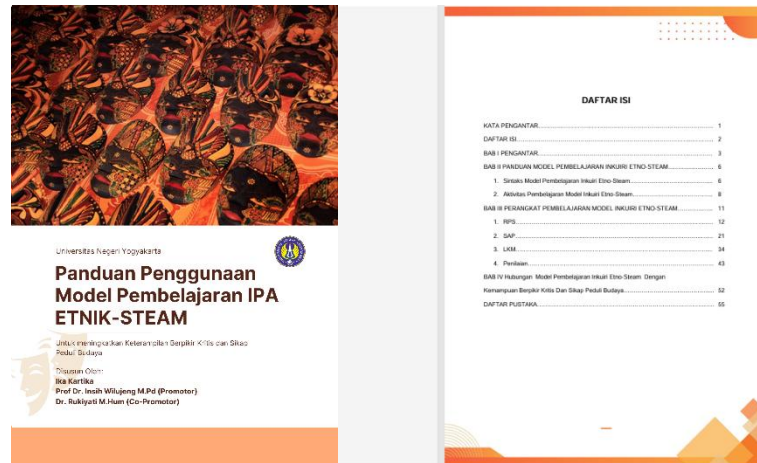 Universitas Negeri Yogyakarta
Panduan Penggunaan
Model Pembelajaran IPA
ETNIK-STEAM
Untuk meningkatkan Keterampilan Berpikir Kritis dan Sikap
Peduli Budaya
Disusun Oleh:
Ika Kartika
Prof Dr. Insih Wilujeng M.Pd (Promotor)
Dr. Rukiyati M.Hum (Co-Promotor)
DAFTAR ISI
KATA PENGANTAR 1
DAFTAR ISI 2
BAB I PENGANTAR 3
BAB II PANDUAN MODEL PEMBELAJARAN INKUIRI ETNO-STEAM 6
1. Sintaks Model Pembelajaran Inkuiri Etno-Steam 6
2. Aktivitas Pembelajaran Model Inkuiri Etno-Steam 8
BAB III PERANGKAT PEMBELAJARAN MODEL INKUIRI ETNO-STEAM 11
1. RPS 12
2. SAP 21
3. LKM 34
4. Penilaian 43
BAB IV Hubungan Model Pembelajaran Inkuiri Etno-Steam Dengan
Kemampuan Berpikir Kritis Dan Sikap Peduli Budaya 52
DAFTAR PUSTAKA 55